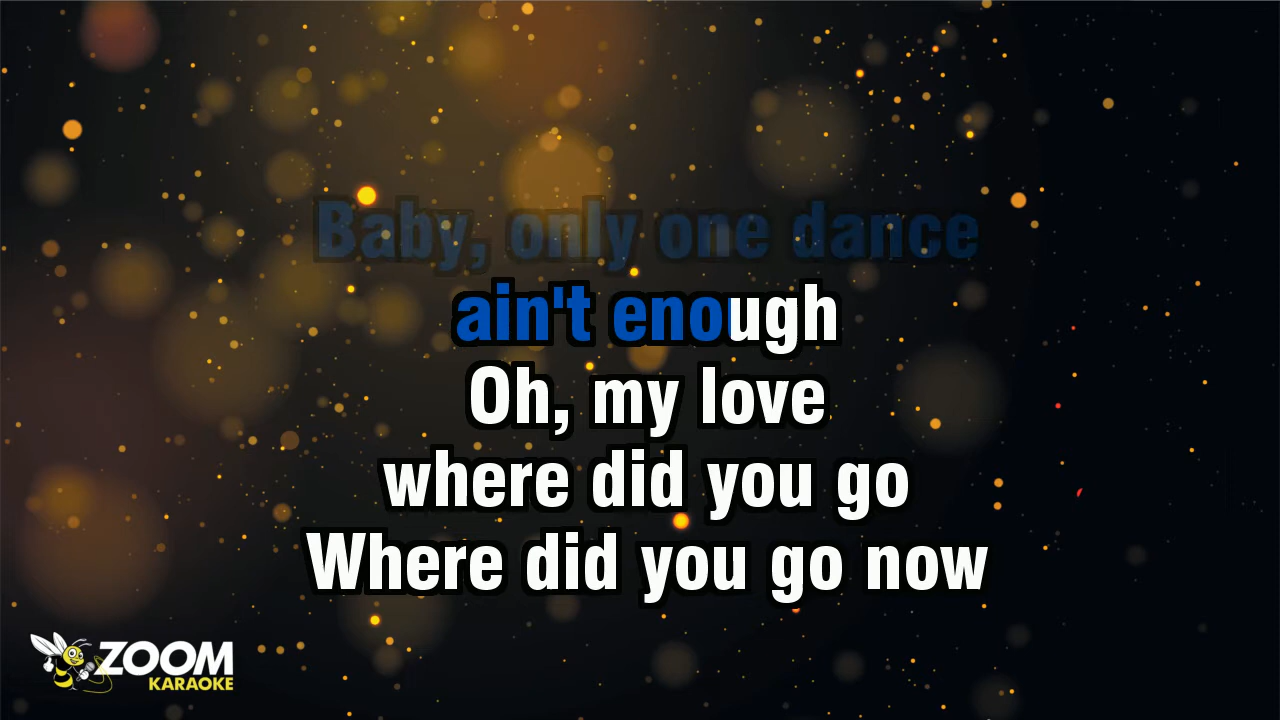 Baby, only one dance
ain't enough
Oh, my love
where did you go
Where did you go now
ZOOM
KARAOKE